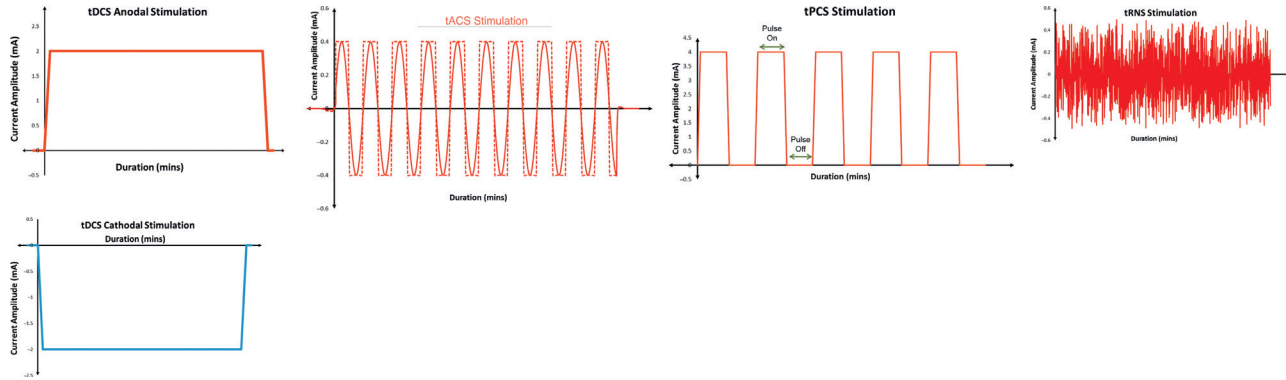 tDCS Anodal Stimulation
Current Amplitude (mA)
2.5
2
1.5
1
0.5
0
−0.5
Duration (mins)
tACS Stimulation
Current Amplitude (mA)
0.6
0.4
0.2
0
−0.2
−0.4
−0.6
Duration (mins)
tPCS Stimulation
Current Amplitude (mA)
4.5
4
3.5
3
2.5
2
1.5
1
0.5
0
−0.5
Pulse
On
Pulse
Off
Duration (mins)
tRNS Stimulation
Current Amplitude (mA)
0.6
0.4
0.2
0
−0.2
−0.4
−0.6
Duration (mins)
tDCS Cathodal Stimulation
Duration (mins)
Current Amplitude (mA)
0.5
0
−0.5
−1
−1.5
−2
−2.5